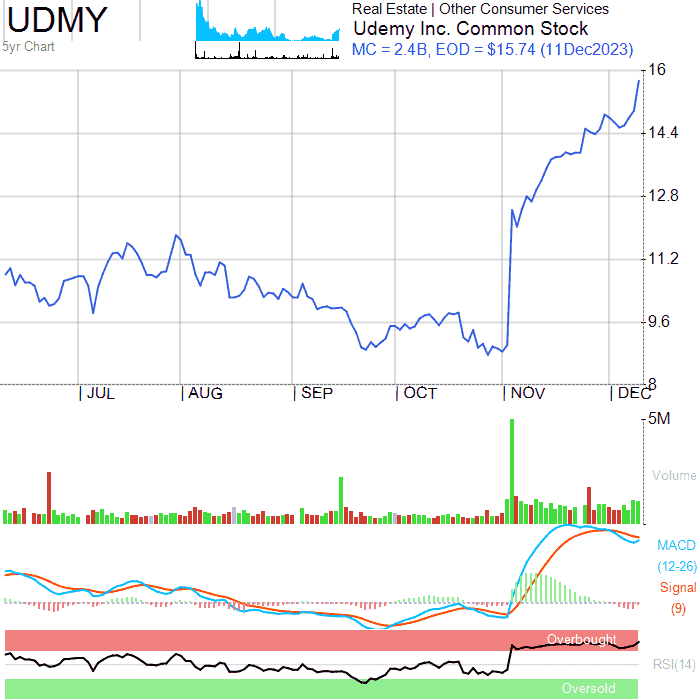 UDMY
5yr Chart
Real Estate | Other Consumer Services
Udemy Inc. Common Stock
MC = 2.4B, EOD = $15.74 (11Dec2023)
16
14.4
12.8
11.2
9.6
8
| JUL | AUG | SEP | OCT | NOV | DEC
5M
Volume
MACD
(12-26)
Signal
(9)
Overbought
RSI(14)
Oversold